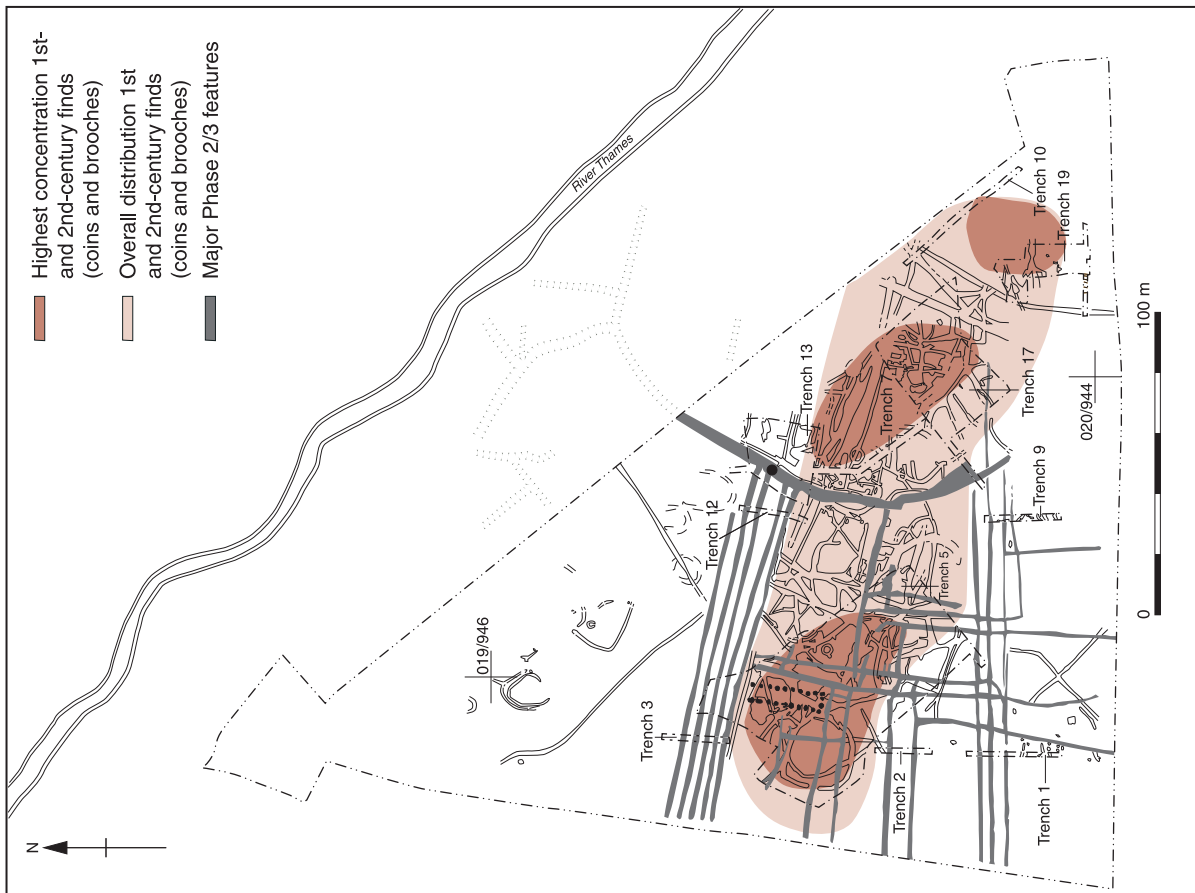 Highest concentration 1st-
and 2nd-century finds
(coins and brooches)
Overall distribution 1st
and 2nd-century finds
(coins and brooches)
Major Phase 2/3 features
River Thames
N
019/946
020/944
Trench 3
Trench 12
Trench 13
Trench 10
Trench 19
Trench
Trench 17
Trench 5
Trench 9
Trench 2
Trench 1
0
100 m